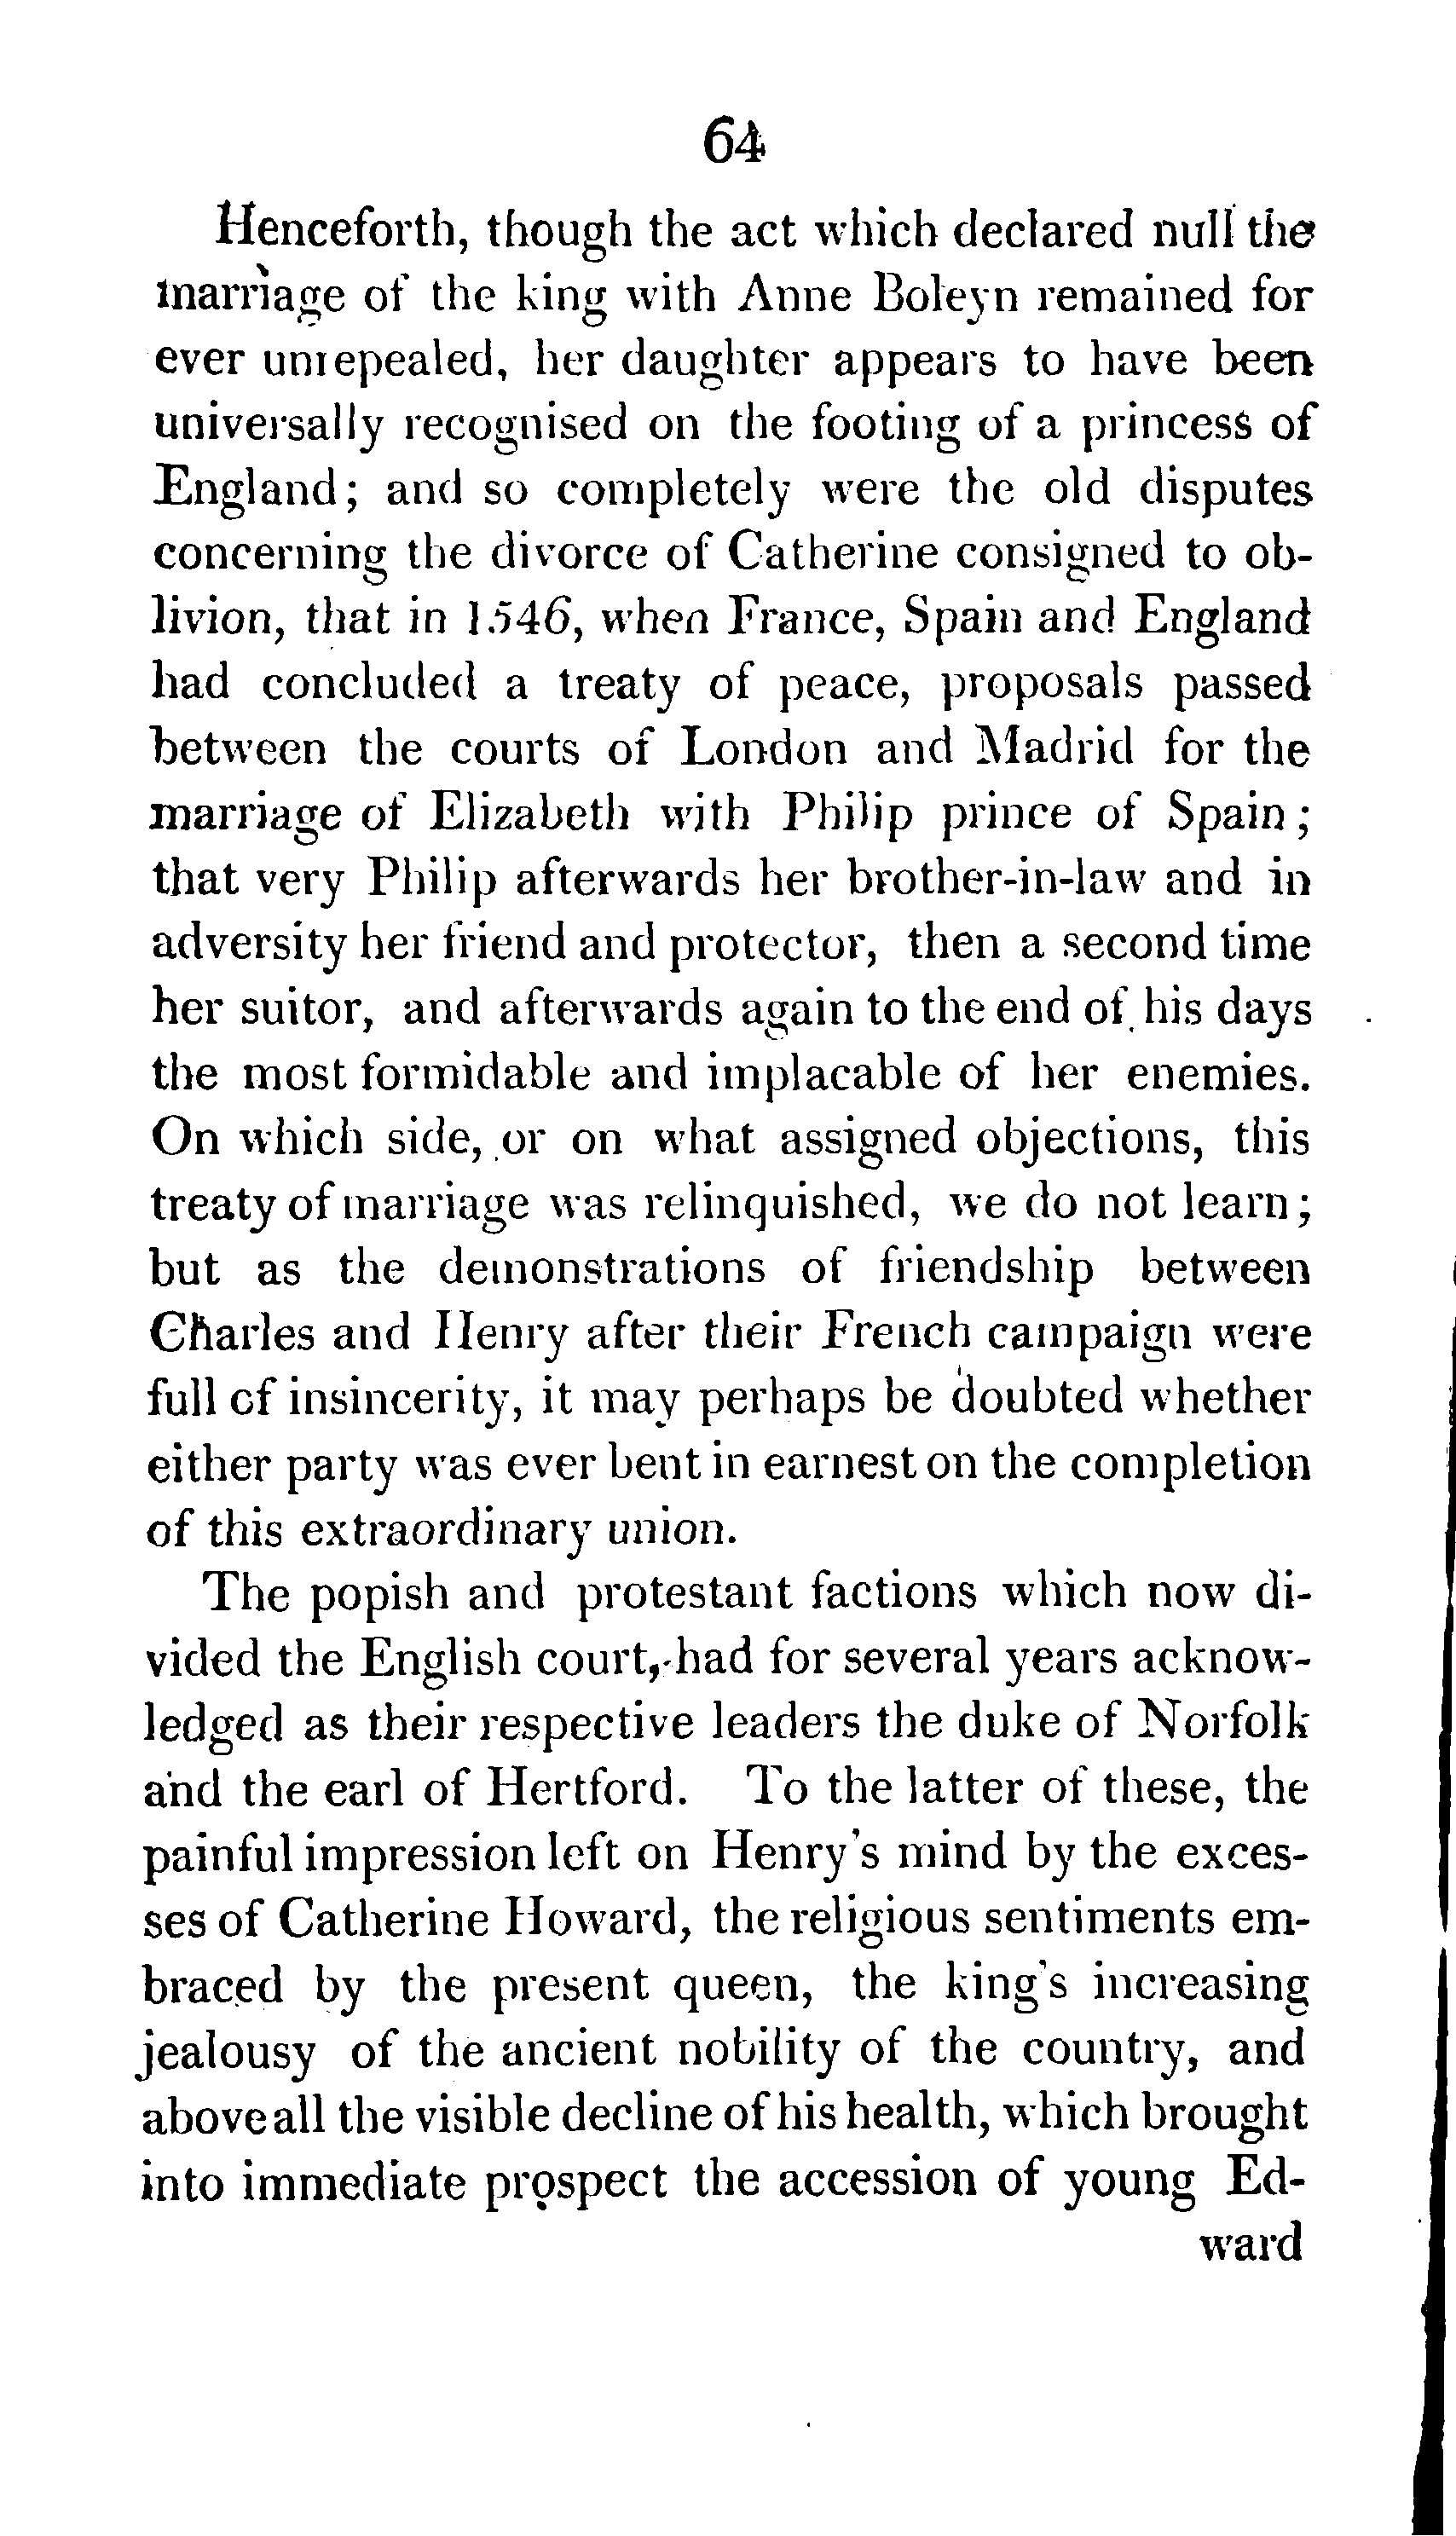 64
Henceforth, though the act which declared null the
marriage of the king with Anne Boleyn remained for
ever unrepealed, her daughter appears to have been
universally recognised on the footing of a princess of
England; and so completely were the old disputes
concerning the divorce of Catherine consigned to ob-
livion, that in 1546, when France, Spain and England
had concluded a treaty of peace, proposals passed
between the courts of London and Madrid for the
marriage of Elizabeth with Philip prince of Spain;
that very Philip afterwards her brother-in-law and in
adversity her friend and protector, then a second time
her suitor, and afterwards again to the end of his days
the most formidable and implacable of her enemies.
On which side, or on what assigned objections, this
treaty of marriage was relinquished, we do not learn;
but as the demonstrations of friendship between
Charles and Henry after their French campaign were
full of insincerity, it may perhaps be doubted whether
either party was ever bent in earnest on the completion
of this extraordinary union.
The popish and protestant factions which now di-
vided the English court, had for several years acknow-
ledged as their respective leaders the duke of Norfolk
and the earl of Hertford. To the latter of these, the
painful impression left on Henry's mind by the exces-
ses of Catherine Howard, the religious sentiments em-
braced by the present queen, the king's increasing
jealousy of the ancient nobility of the country, and
above all the visible decline of his health, which brought
into immediate prospect the accession of young Ed-
ward